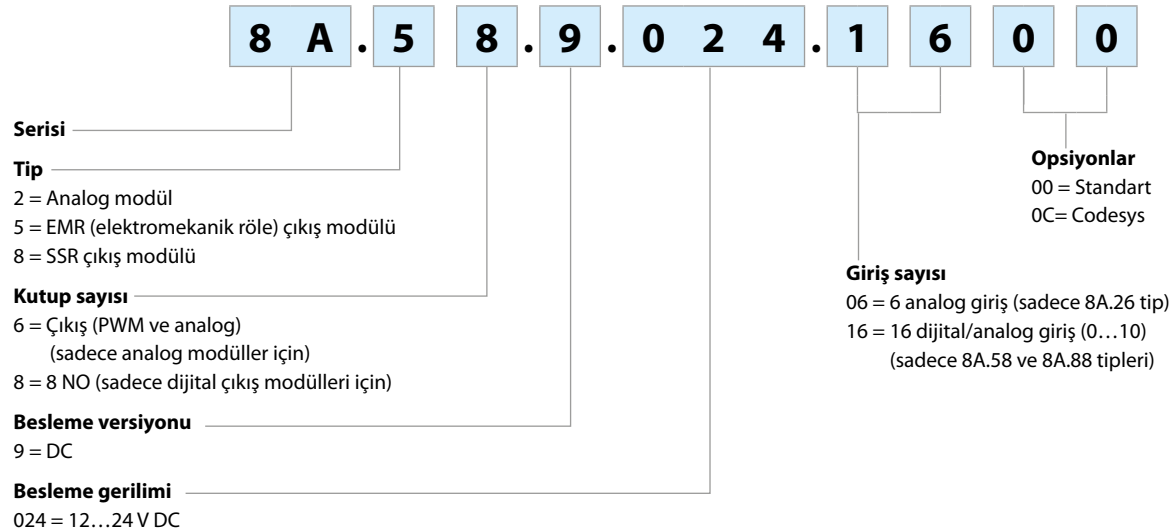 8 A . 5 8 . 9 . 0 2 4 . 1 6 0 0
Serisi
Tip
2 = Analog modül
5 = EMR (elektromekanik röle) çıkış modülü
8 = SSR çıkış modülü
Kutup sayısı
6 = Çıkış (PWM ve analog)
(sadece analog modüller için)
8 = 8 NO (sadece dijital çıkış modülleri için)
Besleme versiyonu
9 = DC
Besleme gerilimi
024 = 12…24 V DC
Opsiyonlar
00 = Standart
0C= Codesys
Giriş sayısı
06 = 6 analog giriş (sadece 8A.26 tip)
16 = 16 dijital/analog giriş (0…10)
(sadece 8A.58 ve 8A.88 tipleri)